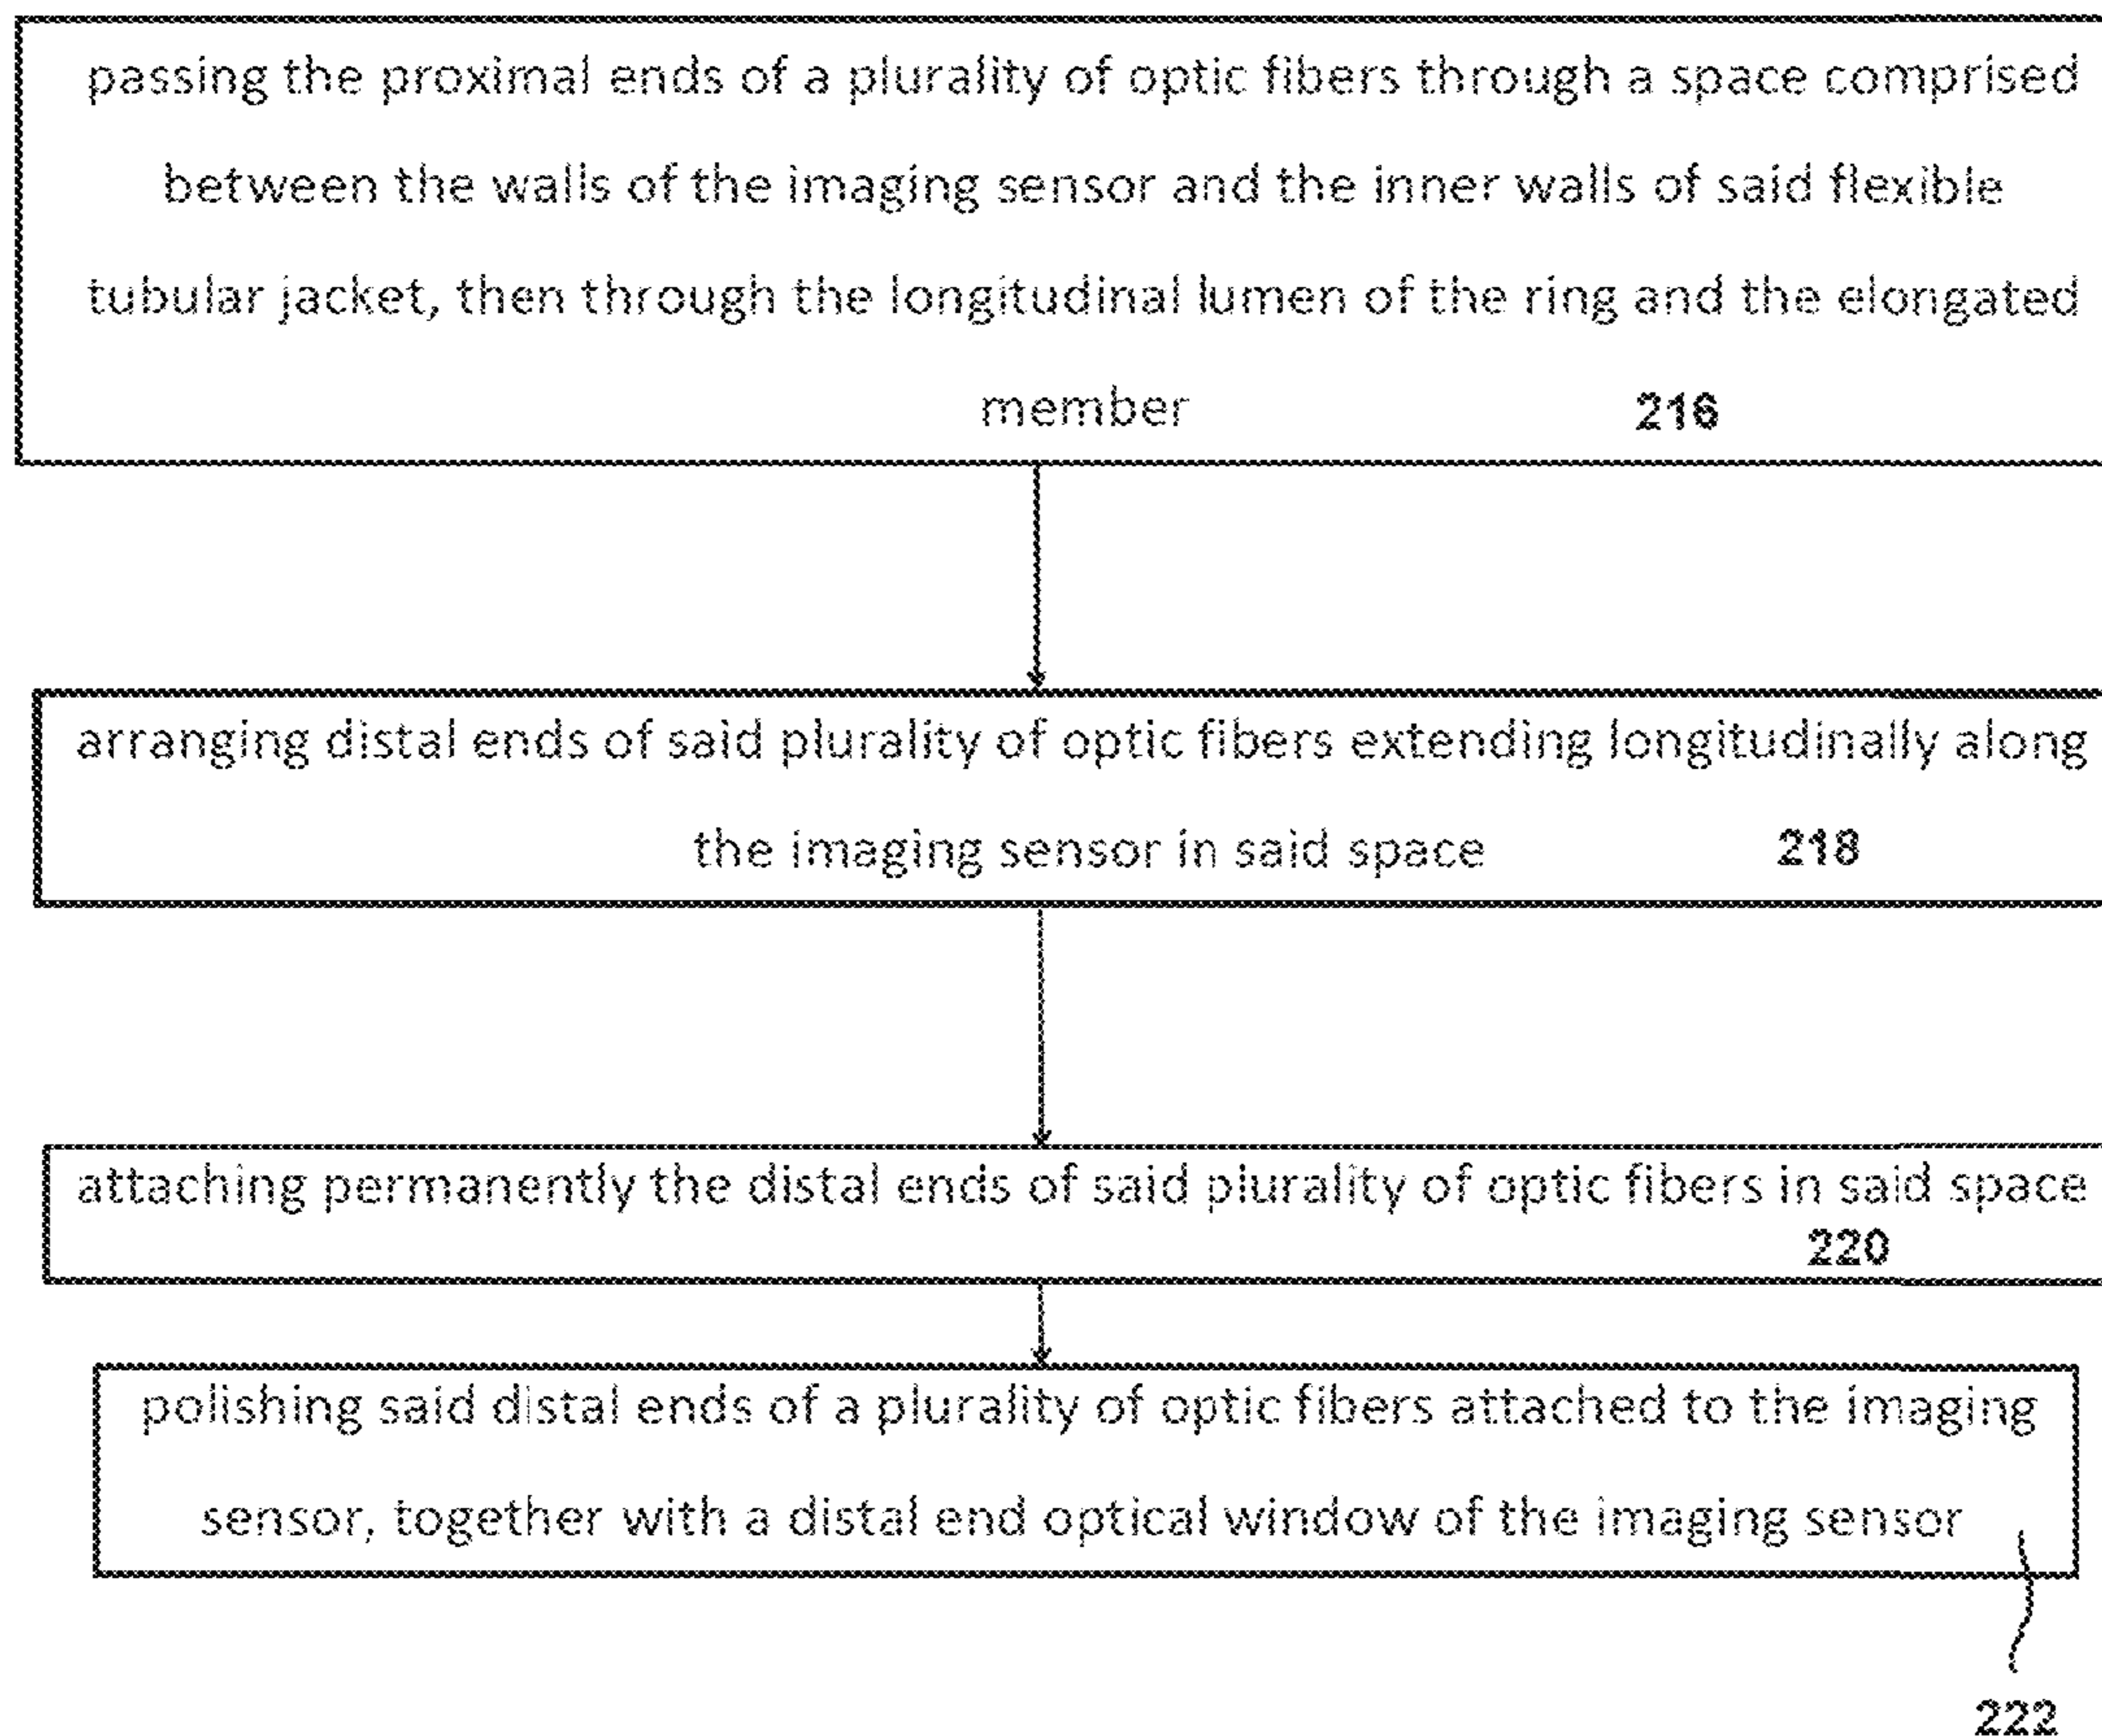 passing the proximal ends of a plurality of optic fibers through a space comprised
between the walls of the imaging sensor and the inner walls of said flexible
tubular jacket, then through the longitudinal lumen of the ring and the elongated
member 216
arranging distal ends of said plurality of optic fibers extending longitudinally along
the imaging sensor in said space 218
attaching permanently the distal ends of said plurality of optic fibers in said space
220
polishing said distal ends of a plurality of optic fibers attached to the imaging
sensor, together with a distal end optical window of the imaging sensor
222